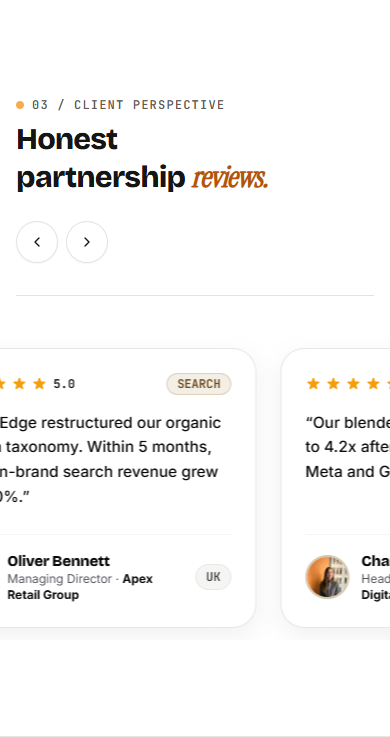 03 / CLIENT PERSPECTIVE
Honest
partnership reviews.
5.0
SEARCH
Edge restructured our organic
taxonomy. Within 5 months,
n-brand search revenue grew
0%.”
Oliver Bennett
Managing Director · Apex
Retail Group
UK
“Our blende
to 4.2x afte
Meta and G
Cha
Head
Digita